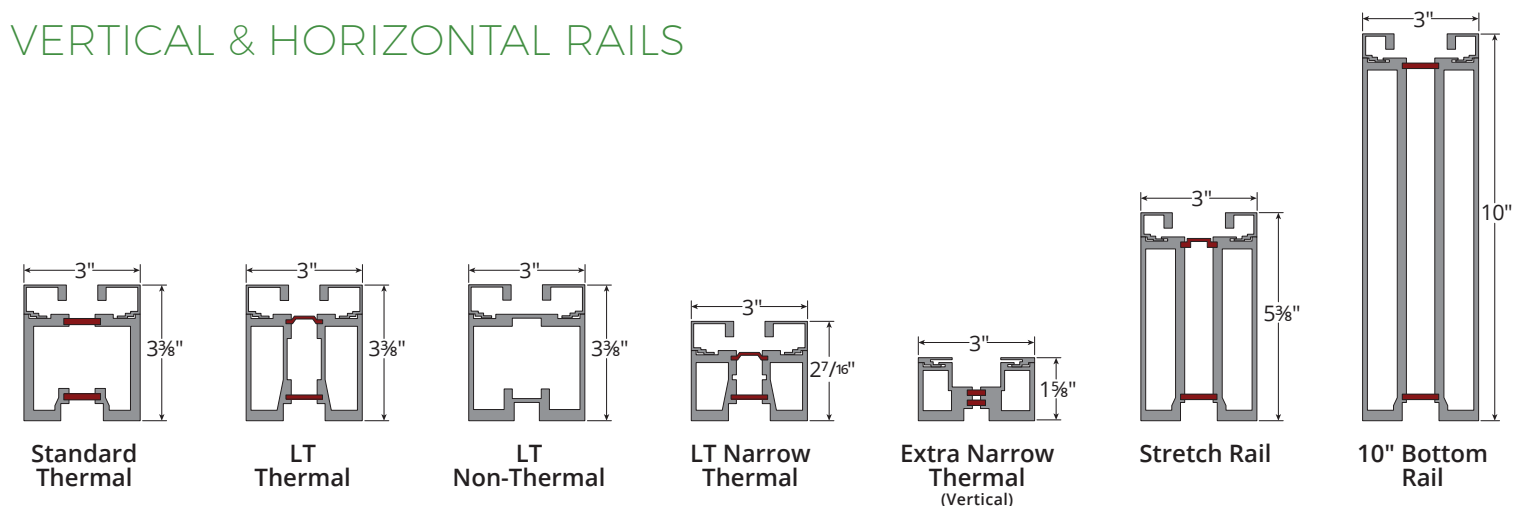 VERTICAL & HORIZONTAL RAILS
3"
3"
10"
3"
3"
3"
5⅜"
3"
3⅜"
3⅜"
3⅜"
3"
2⁷/₁₆"
1⅝"
Standard
Thermal
LT
Thermal
LT
Non-Thermal
LT Narrow
Thermal
Extra Narrow
Thermal
(Vertical)
Stretch Rail
10" Bottom
Rail